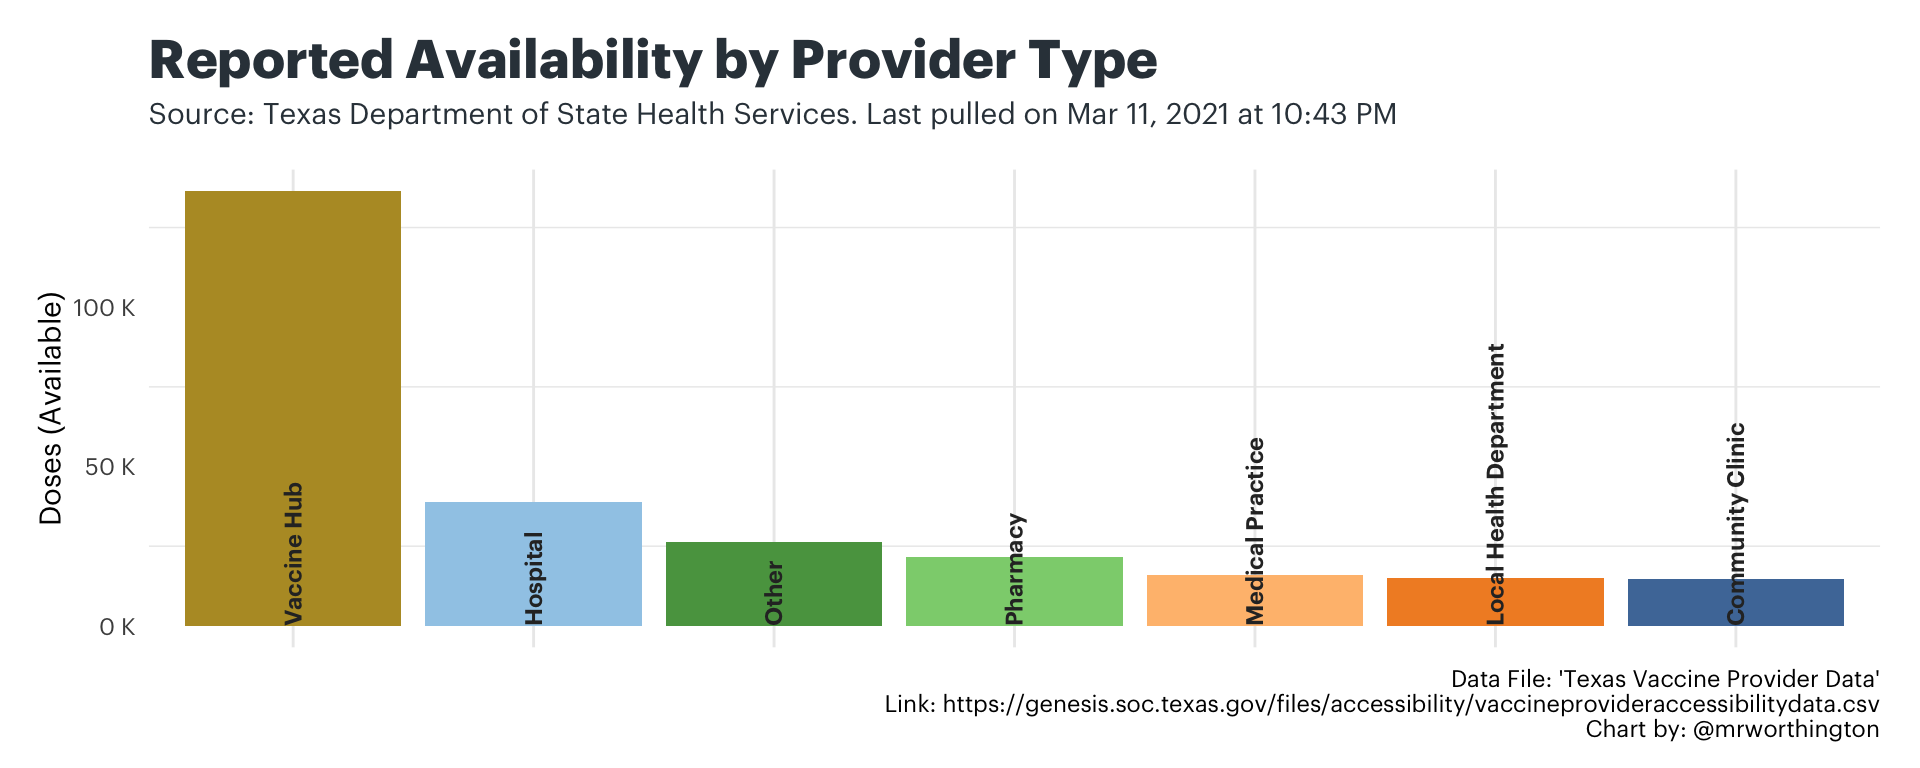 Reported Availability by Provider Type
Source: Texas Department of State Health Services. Last pulled on Mar 11, 2021 at 10:43 PM
Doses (Available)
100 K
50 K
0 K
Vaccine Hub
Hospital
Other
Pharmacy
Medical Practice
Local Health Department
Community Clinic
Data File: 'Texas Vaccine Provider Data'
Link: https://genesis.soc.texas.gov/files/accessibility/vaccineprovideraccessibilitydata.csv
Chart by: @mrworthington